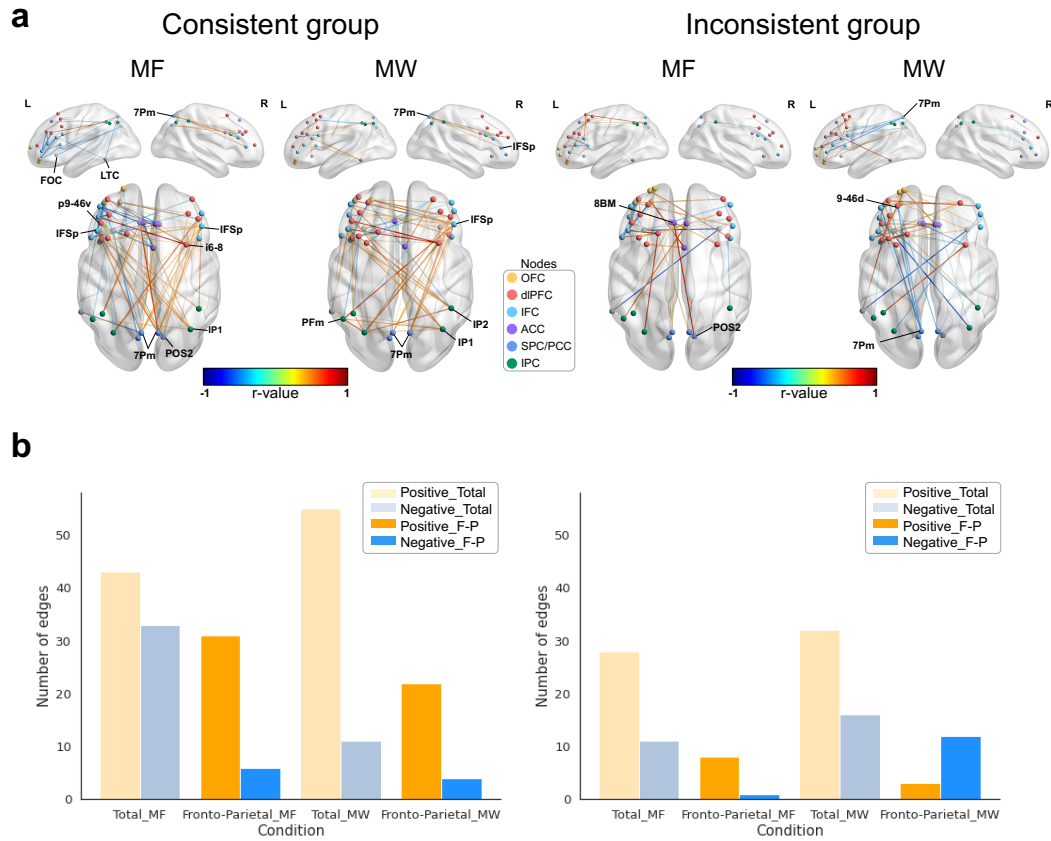 a
Consistent group
Inconsistent group
MF
MW
MF
MW
L
7Pm
R
L
7Pm
R
L
R
L
7Pm
R
FOC
LTC
IFSp
p9-46v
IFSp
IFSp
i6-8
IFSp
8BM
9-46d
Nodes
OFC
dlPFC
IFC
ACC
SPC/PCC
IPC
IP1
7Pm
POS2
PFm
IP2
7Pm
IP1
POS2
7Pm
-1
r-value
1
-1
r-value
1
b
Number of edges
50
40
30
20
10
0
Positive_Total
Negative_Total
Positive_F-P
Negative_F-P
Total_MF
Fronto-Parietal_MF
Total_MW
Fronto-Parietal_MW
Condition
Number of edges
50
40
30
20
10
0
Positive_Total
Negative_Total
Positive_F-P
Negative_F-P
Total_MF
Fronto-Parietal_MF
Total_MW
Fronto-Parietal_MW
Condition